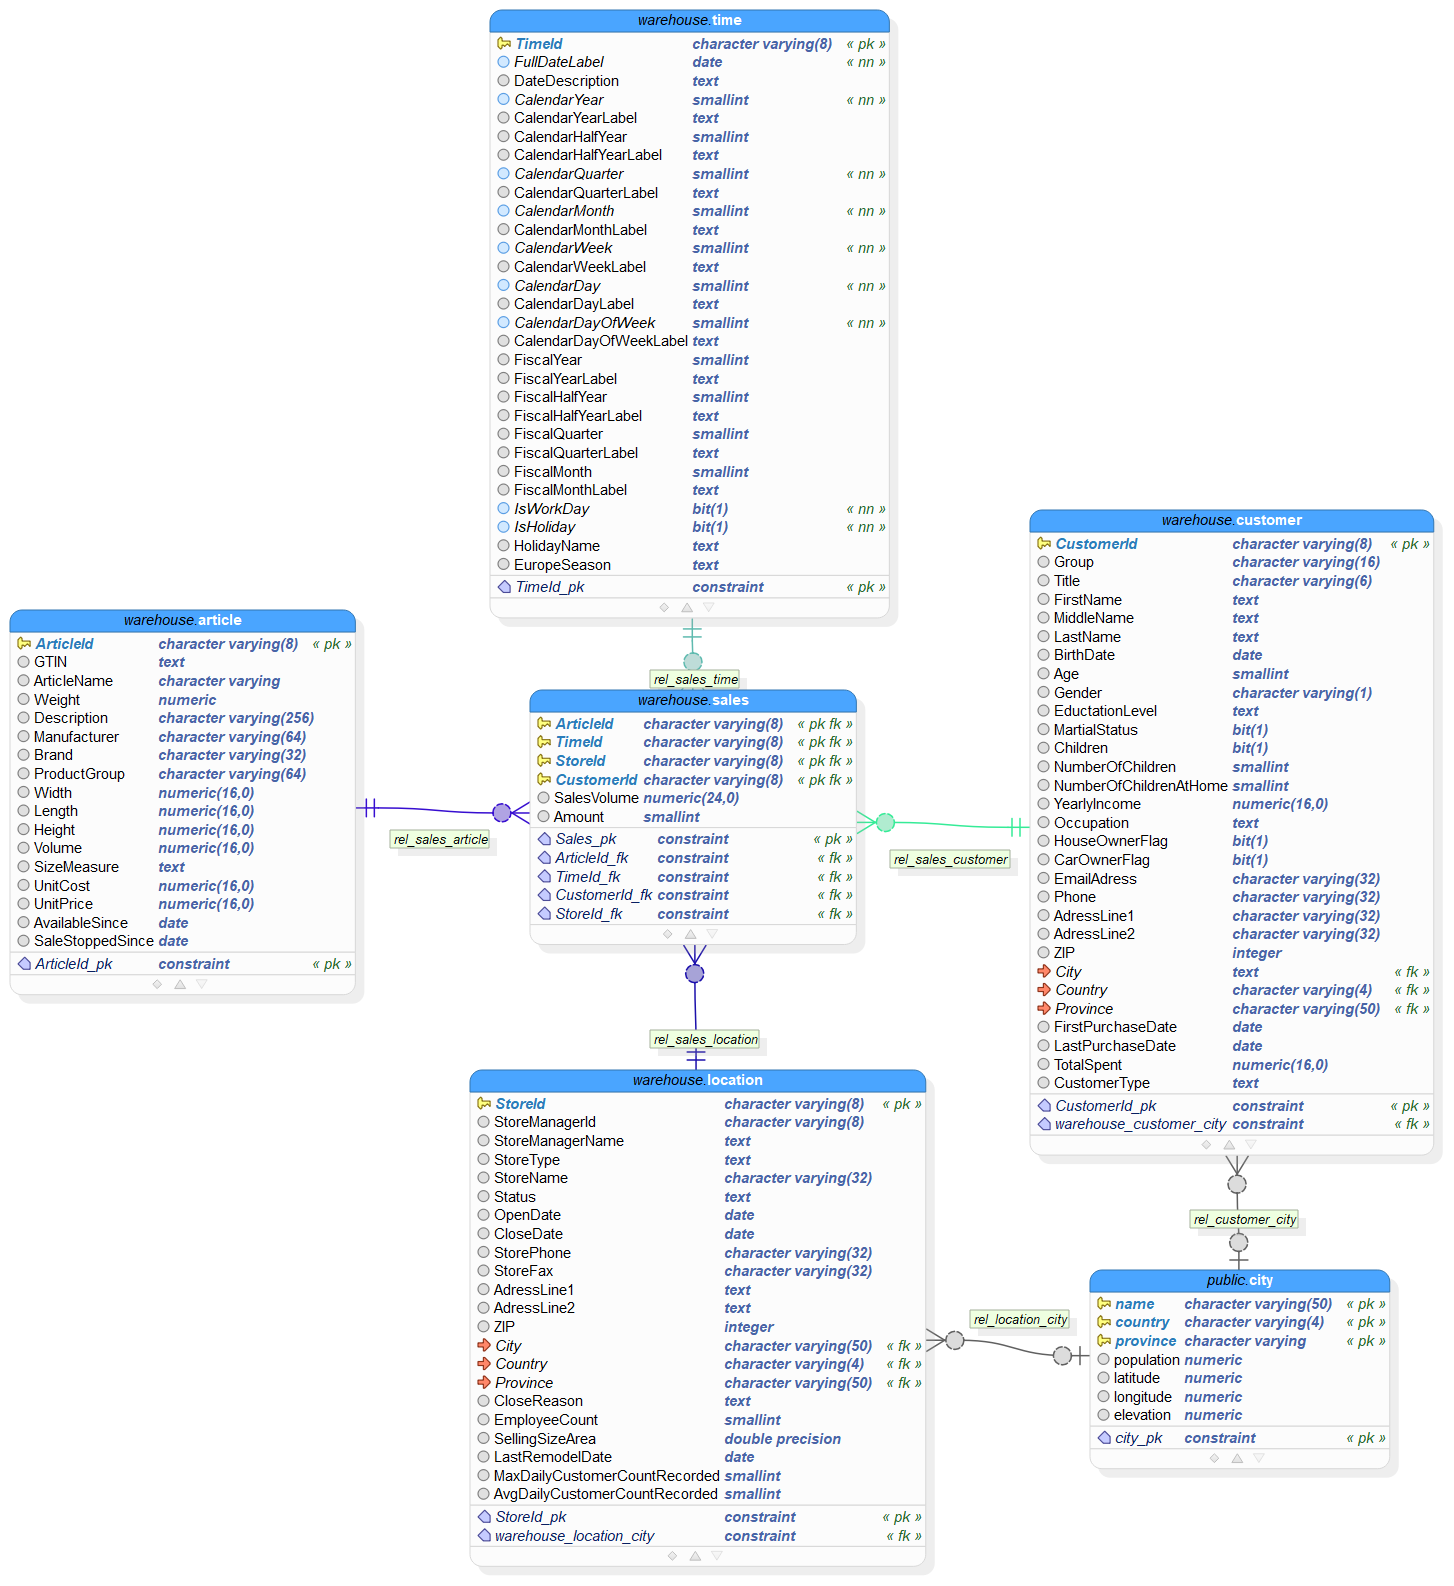 warehouse.time
TimeId character varying(8) « pk »
FullDateLabel date « nn »
DateDescription text
CalendarYear smallint « nn »
CalendarYearLabel text
CalendarHalfYear smallint
CalendarHalfYearLabel text
CalendarQuarter smallint « nn »
CalendarQuarterLabel text
CalendarMonth smallint « nn »
CalendarMonthLabel text
CalendarWeek smallint « nn »
CalendarWeekLabel text
CalendarDay smallint « nn »
CalendarDayLabel text
CalendarDayOfWeek smallint « nn »
CalendarDayOfWeekLabel text
FiscalYear smallint
FiscalYearLabel text
FiscalHalfYear smallint
FiscalHalfYearLabel text
FiscalQuarter smallint
FiscalQuarterLabel text
FiscalMonth smallint
FiscalMonthLabel text
IsWorkDay bit(1) « nn »
IsHoliday bit(1) « nn »
HolidayName text
EuropeSeason text
TimeId_pk constraint « pk »
warehouse.article
ArticleId character varying(8) « pk »
GTIN text
ArticleName character varying
Weight numeric
Description character varying(256)
Manufacturer character varying(64)
Brand character varying(32)
ProductGroup character varying(64)
Width numeric(16,0)
Length numeric(16,0)
Height numeric(16,0)
Volume numeric(16,0)
SizeMeasure text
UnitCost numeric(16,0)
UnitPrice numeric(16,0)
AvailableSince date
SaleStoppedSince date
ArticleId_pk constraint « pk »
rel_sales_article
rel_sales_time
warehouse.sales
ArticleId character varying(8) « pk fk »
TimeId character varying(8) « pk fk »
StoreId character varying(8) « pk fk »
CustomerId character varying(8) « pk fk »
SalesVolume numeric(24,0)
Amount smallint
Sales_pk constraint « pk »
ArticleId_fk constraint « fk »
TimeId_fk constraint « fk »
CustomerId_fk constraint « fk »
StoreId_fk constraint « fk »
rel_sales_customer
warehouse.customer
CustomerId character varying(8) « pk »
Group character varying(16)
Title character varying(6)
FirstName text
MiddleName text
LastName text
BirthDate date
Age smallint
Gender character varying(1)
EductationLevel text
MartialStatus bit(1)
Children bit(1)
NumberOfChildren smallint
NumberOfChildrenAtHome smallint
YearlyIncome numeric(16,0)
Occupation text
HouseOwnerFlag bit(1)
CarOwnerFlag bit(1)
EmailAdress character varying(32)
Phone character varying(32)
AdressLine1 character varying(32)
AdressLine2 character varying(32)
ZIP integer
City text « fk »
Country character varying(4) « fk »
Province character varying(50) « fk »
FirstPurchaseDate date
LastPurchaseDate date
TotalSpent numeric(16,0)
CustomerType text
CustomerId_pk constraint « pk »
warehouse_customer_city constraint « fk »
rel_sales_location
warehouse.location
StoreId character varying(8) « pk »
StoreManagerId character varying(8)
StoreManagerName text
StoreType text
StoreName character varying(32)
Status text
OpenDate date
CloseDate date
StorePhone character varying(32)
StoreFax character varying(32)
AdressLine1 text
AdressLine2 text
ZIP integer
City character varying(50) « fk »
Country character varying(4) « fk »
Province character varying(50) « fk »
CloseReason text
EmployeeCount smallint
SellingSizeArea double precision
LastRemodelDate date
MaxDailyCustomerCountRecorded smallint
AvgDailyCustomerCountRecorded smallint
StoreId_pk constraint « pk »
warehouse_location_city constraint « fk »
rel_customer_city
rel_location_city
public.city
name character varying(50) « pk »
country character varying(4) « pk »
province character varying « pk »
population numeric
latitude numeric
longitude numeric
elevation numeric
city_pk constraint « pk »